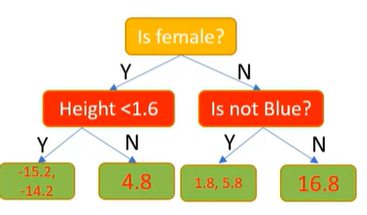 Is female?
Y N
Height <1.6 Is not Blue?
Y N Y N
-15.2,
-14.2
4.8
1.8, 5.8
16.8